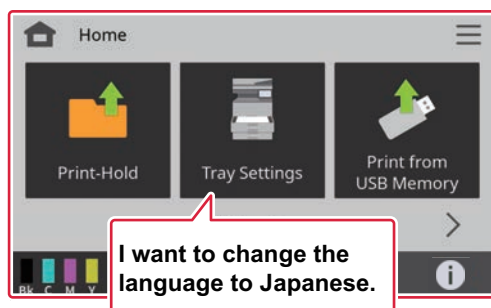 Home
Print-Hold
Tray Settings
Print from
USB Memory
I want to change the
language to Japanese.
Bk C M Y
i